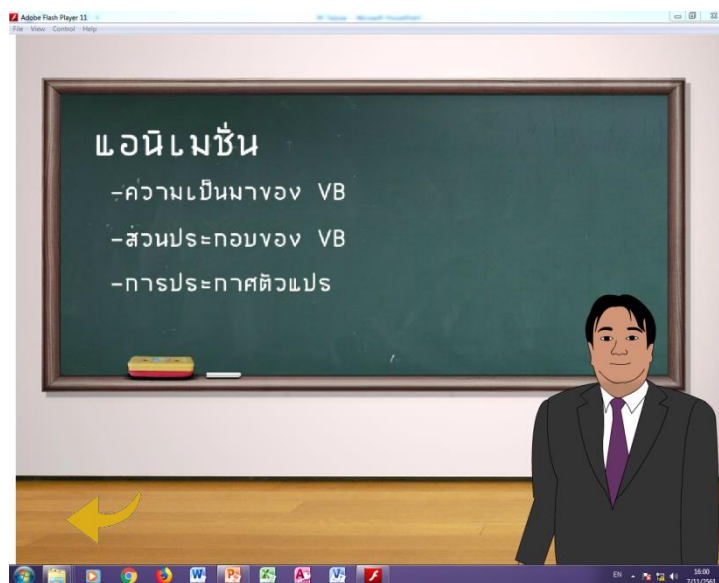 Adobe Flash Player 11
File View Control Help
แอนิเมชั่น
-ความเป็นมาของ VB
-ส่วนประกอบของ VB
-การประกาศตัวแปร
EN
16:00